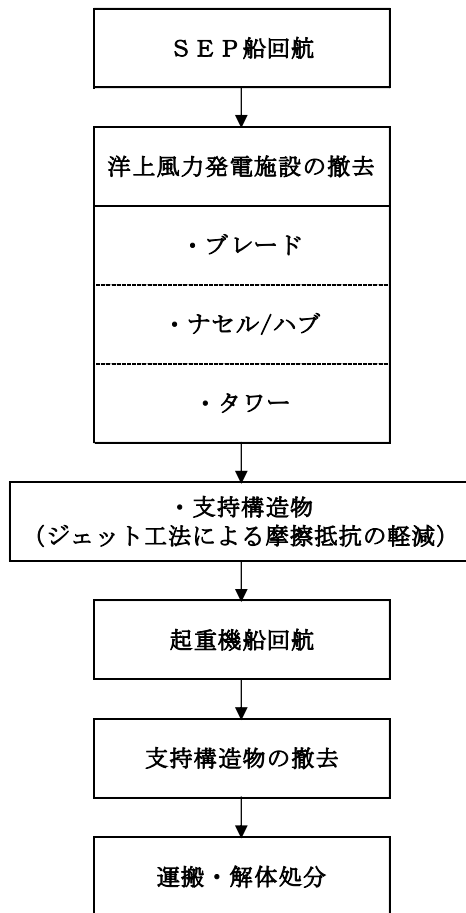 ＳＥＰ船回航
洋上風力発電施設の撤去
・ブレード
・ナセル/ハブ
・タワー
・支持構造物
（ジェット工法による摩擦抵抗の軽減）
起重機船回航
支持構造物の撤去
運搬・解体処分